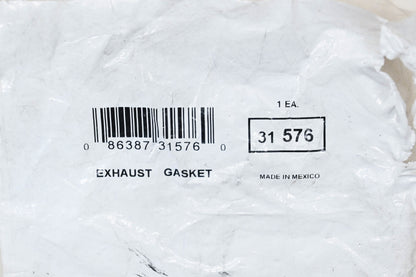 1 EA.
31 576
0 86387 31576 0
EXHAUST GASKET
MADE IN MEXICO